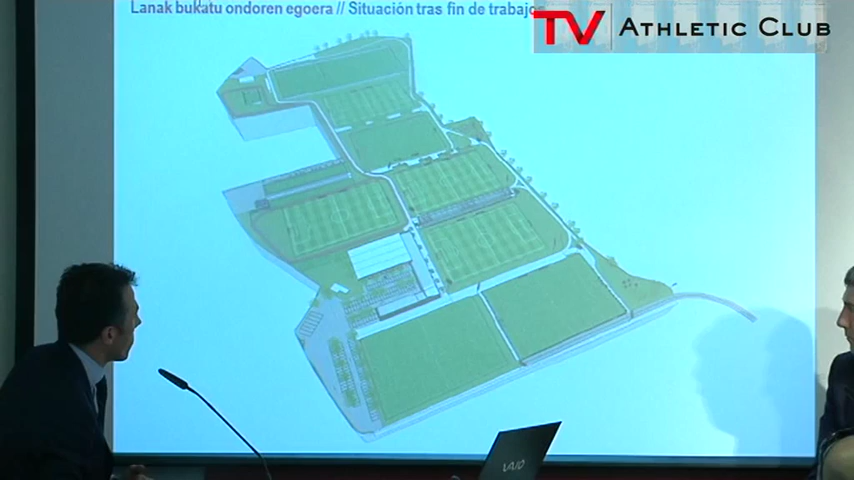 Lanak bukatu ondoren egoera // Situación tras fin de trabajos
TV ATHLETIC CLUB
VAIO